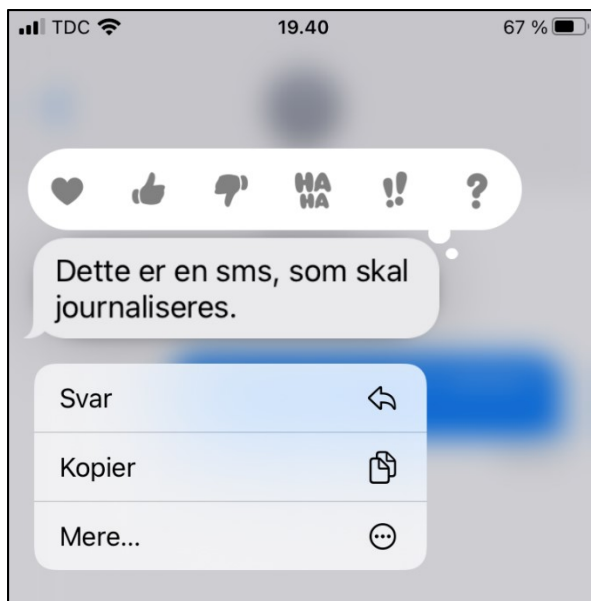 TDC 19.40 67 %
HA
HA
!! ?
Dette er en sms, som skal
journaliseres.
Svar
Kopier
Mere...